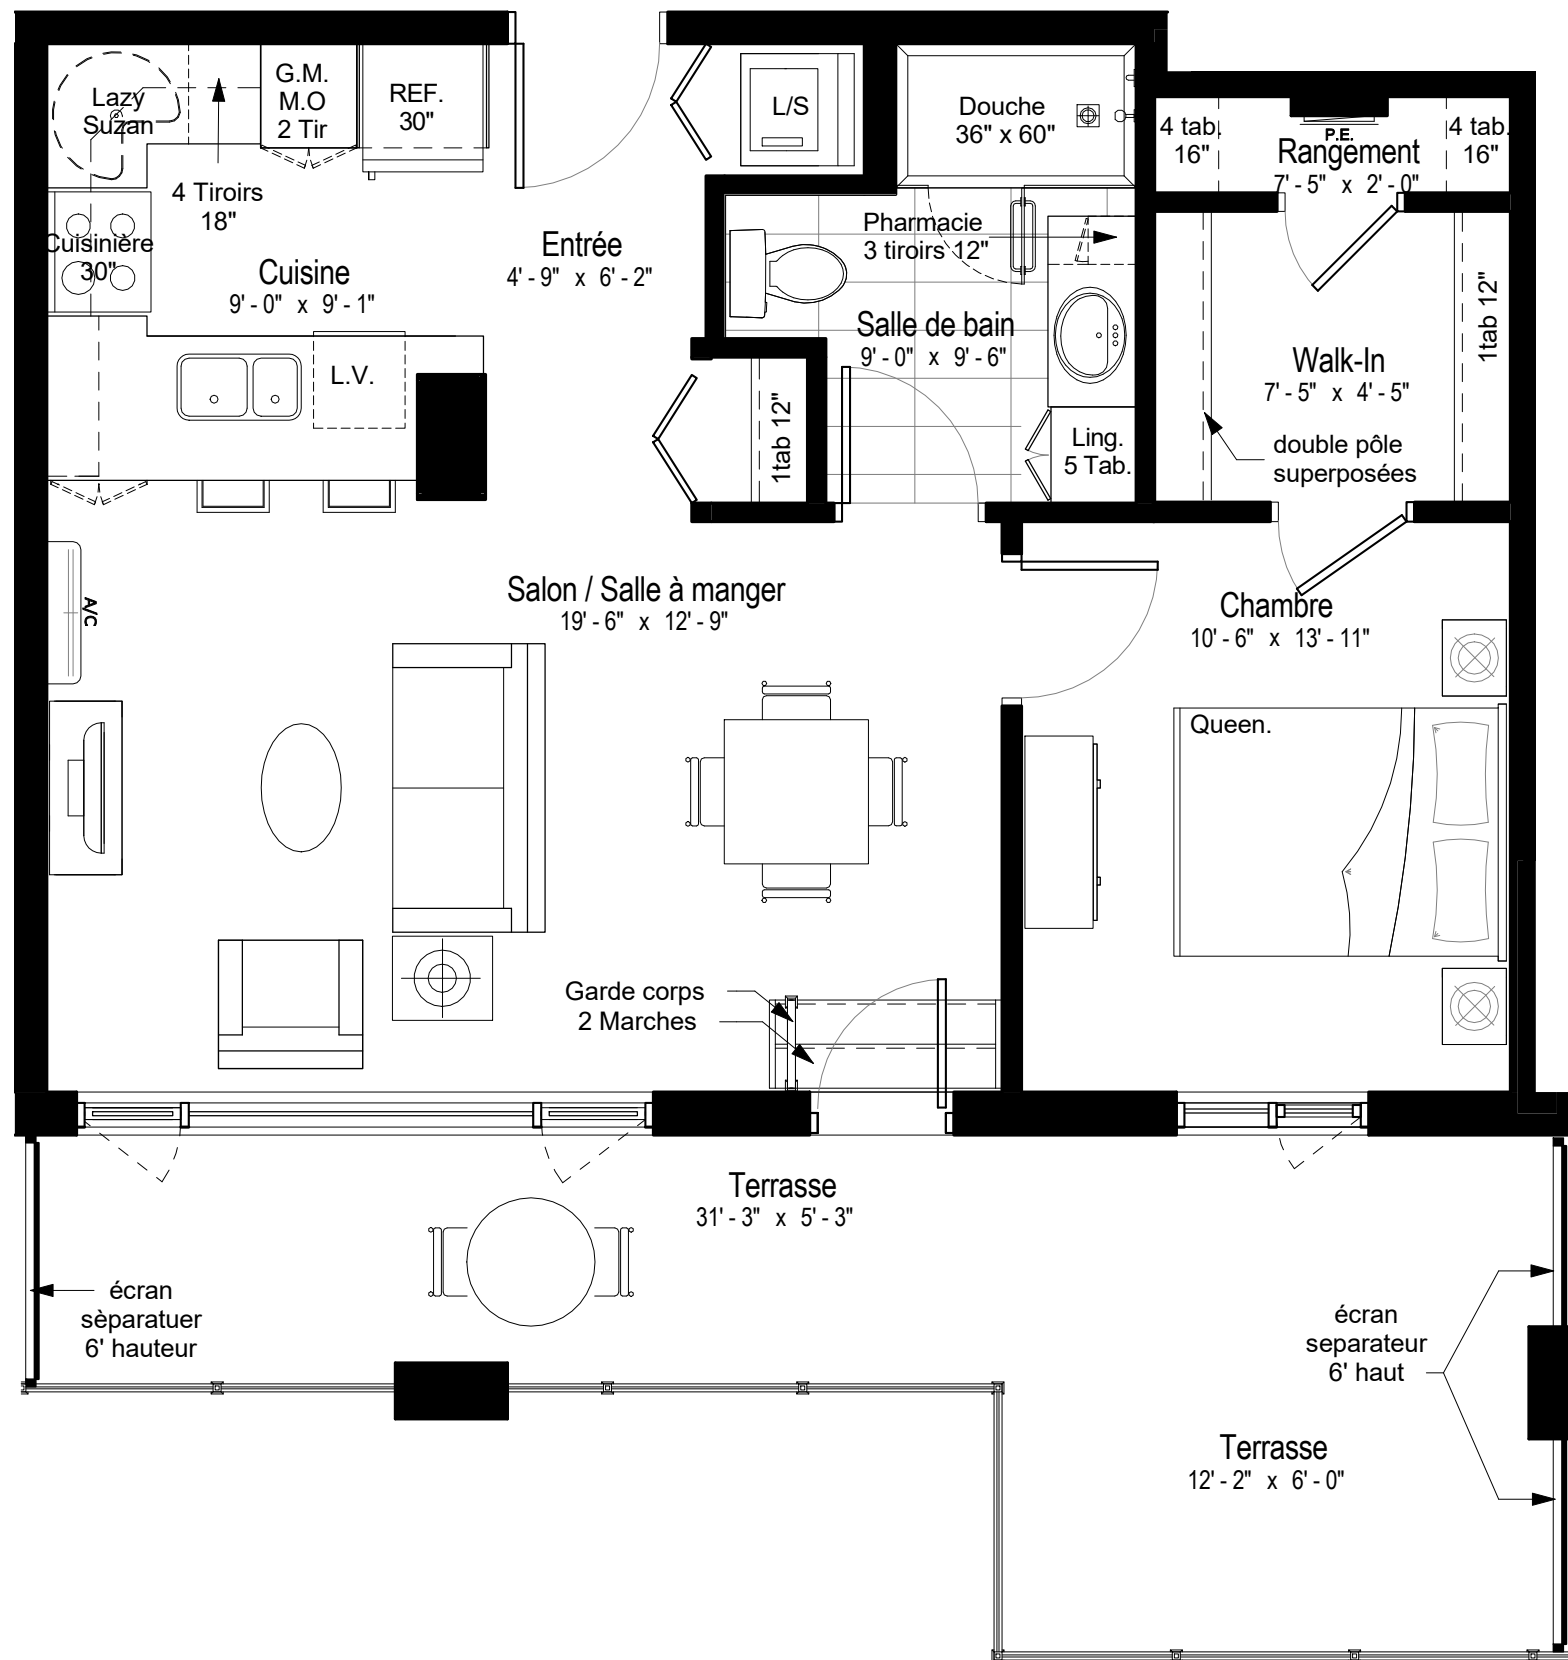 Lazy
Suzan
G.M.
M.O
2 Tir
REF.
30"
L/S
Douche
36" x 60"
4 tab.
16"
P.E.
Rangement
7' - 5" x 2' - 0"
4 tab.
16"
4 Tiroirs
18"
Cuisinière
30"
Cuisine
9' - 0" x 9' - 1"
Entrée
4' - 9" x 6' - 2"
Pharmacie
3 tiroirs 12"
Salle de bain
9' - 0" x 9' - 6"
Walk-In
7' - 5" x 4' - 5"
1tab 12"
L.V.
1tab 12"
Ling.
5 Tab.
double pôle
superposées
A/C
Salon / Salle à manger
19' - 6" x 12' - 9"
Chambre
10' - 6" x 13' - 11"
Queen.
Garde corps
2 Marches
Terrasse
31' - 3" x 5' - 3"
écran
sèparatuer
6' hauteur
écran
separateur
6' haut
Terrasse
12' - 2" x 6' - 0"